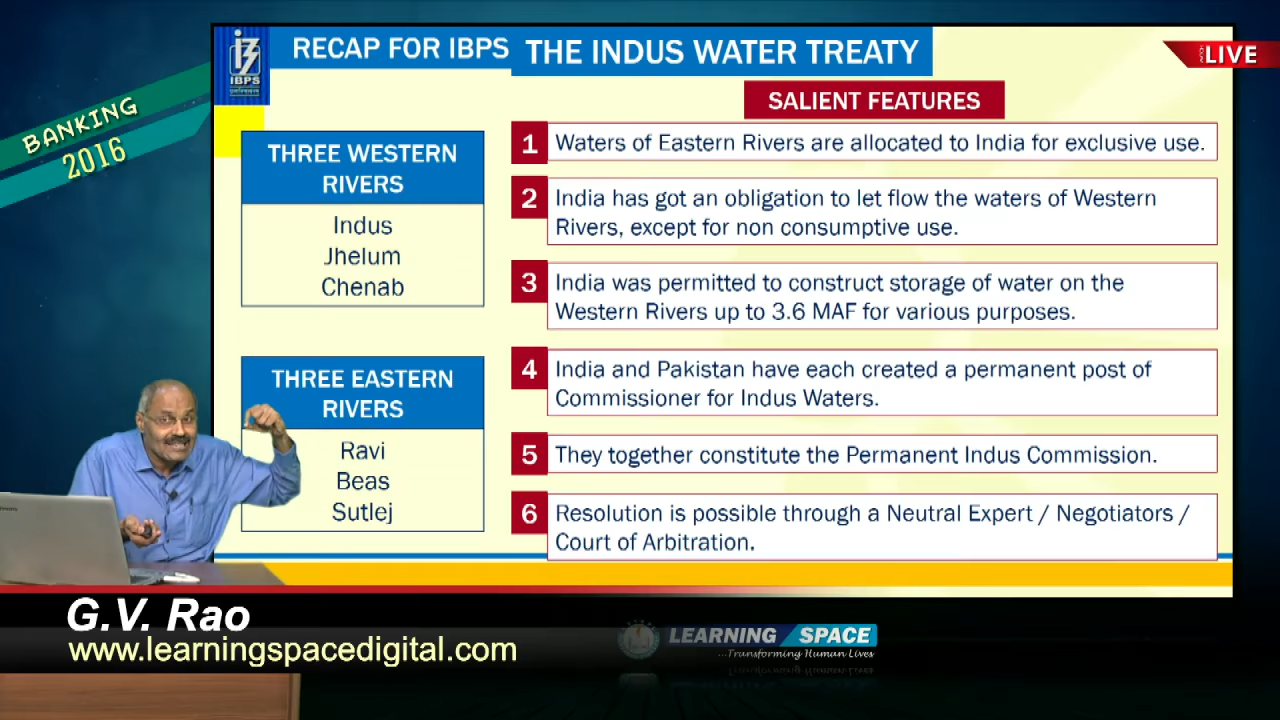 RECAP FOR IBPS
THE INDUS WATER TREATY
LIVE
IBPS
BANKING
2016
SALIENT FEATURES
THREE WESTERN
RIVERS
Indus
Jhelum
Chenab
THREE EASTERN
RIVERS
Ravi
Beas
Sutlej
1 Waters of Eastern Rivers are allocated to India for exclusive use.
2 India has got an obligation to let flow the waters of Western
Rivers, except for non consumptive use.
3 India was permitted to construct storage of water on the
Western Rivers up to 3.6 MAF for various purposes.
4 India and Pakistan have each created a permanent post of
Commissioner for Indus Waters.
5 They together constitute the Permanent Indus Commission.
6 Resolution is possible through a Neutral Expert / Negotiators /
Court of Arbitration.
G.V. Rao
www.learningspacedigital.com
LEARNING SPACE
...Transforming Human Lives